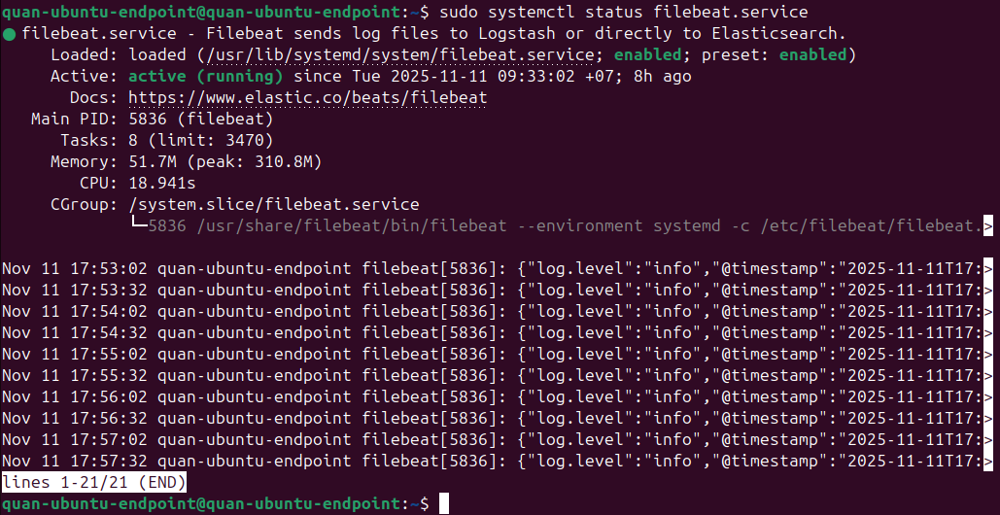 quan-ubuntu-endpoint@quan-ubuntu-endpoint:~$ sudo systemctl status filebeat.service
● filebeat.service - Filebeat sends log files to Logstash or directly to Elasticsearch.
     Loaded: loaded (/usr/lib/systemd/system/filebeat.service; enabled; preset: enabled)
     Active: active (running) since Tue 2025-11-11 09:33:02 +07; 8h ago
       Docs: https://www.elastic.co/beats/filebeat
   Main PID: 5836 (filebeat)
      Tasks: 8 (limit: 3470)
     Memory: 51.7M (peak: 310.8M)
        CPU: 18.941s
     CGroup: /system.slice/filebeat.service
             └─5836 /usr/share/filebeat/bin/filebeat --environment systemd -c /etc/filebeat/filebeat.>
Nov 11 17:53:02 quan-ubuntu-endpoint filebeat[5836]: {"log.level":"info","@timestamp":"2025-11-11T17:>
Nov 11 17:53:32 quan-ubuntu-endpoint filebeat[5836]: {"log.level":"info","@timestamp":"2025-11-11T17:>
Nov 11 17:54:02 quan-ubuntu-endpoint filebeat[5836]: {"log.level":"info","@timestamp":"2025-11-11T17:>
Nov 11 17:54:32 quan-ubuntu-endpoint filebeat[5836]: {"log.level":"info","@timestamp":"2025-11-11T17:>
Nov 11 17:55:02 quan-ubuntu-endpoint filebeat[5836]: {"log.level":"info","@timestamp":"2025-11-11T17:>
Nov 11 17:55:32 quan-ubuntu-endpoint filebeat[5836]: {"log.level":"info","@timestamp":"2025-11-11T17:>
Nov 11 17:56:02 quan-ubuntu-endpoint filebeat[5836]: {"log.level":"info","@timestamp":"2025-11-11T17:>
Nov 11 17:56:32 quan-ubuntu-endpoint filebeat[5836]: {"log.level":"info","@timestamp":"2025-11-11T17:>
Nov 11 17:57:02 quan-ubuntu-endpoint filebeat[5836]: {"log.level":"info","@timestamp":"2025-11-11T17:>
Nov 11 17:57:32 quan-ubuntu-endpoint filebeat[5836]: {"log.level":"info","@timestamp":"2025-11-11T17:>
lines 1-21/21 (END)
quan-ubuntu-endpoint@quan-ubuntu-endpoint:~$